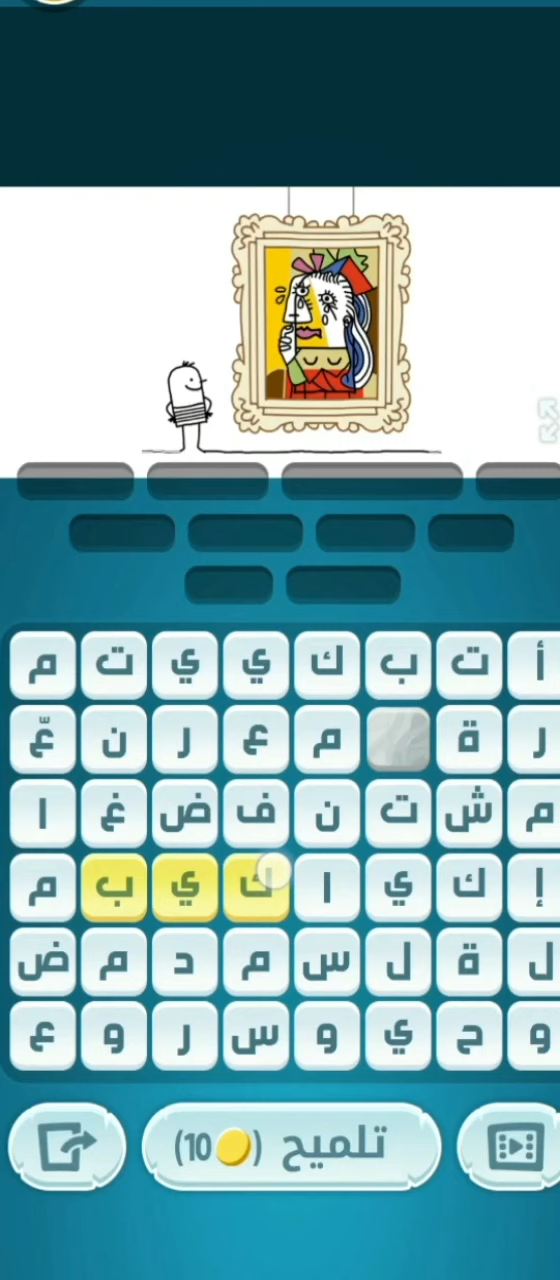 أ ت ب ك ي ي ت م
ر ة م ع ر ن غّ
م ش ت ن ف ض غ ا
إ ك ي ا ك ي ب م
ل ة ل س م د م ض
و ح ي و س ر و ع
تلميح (10)